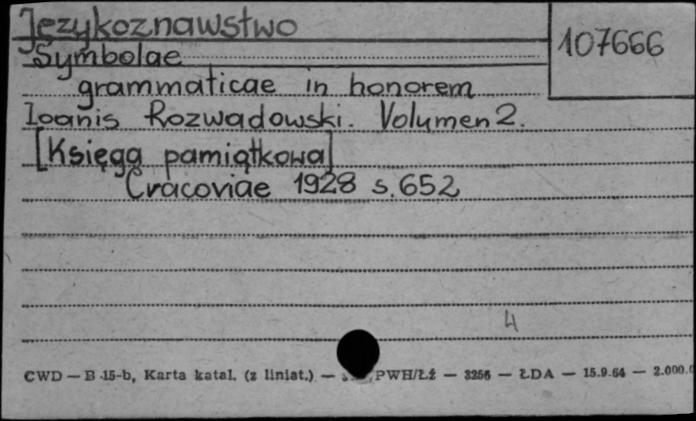 Językoznawstwo
107666
Symbolae
grammaticae in honorem
Ioanis Rozwadowski. Volumen 2.
[Księga pamiątkowa]
Cracoviae 1928 s. 652
4
CWD — B 15-b, Karta katal. (z liniat.) — PWH/Łź — 3256 — ŁDA — 15.9.64 — 2.000.0